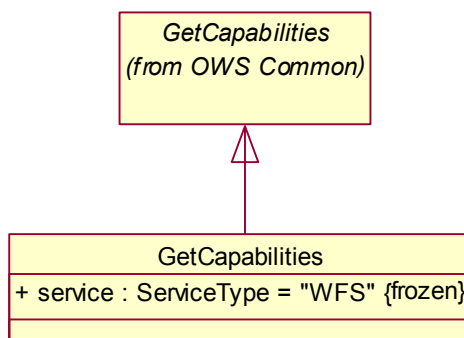 GetCapabilities
(from OWS Common)
GetCapabilities
+ service : ServiceType = "WFS" {frozen}